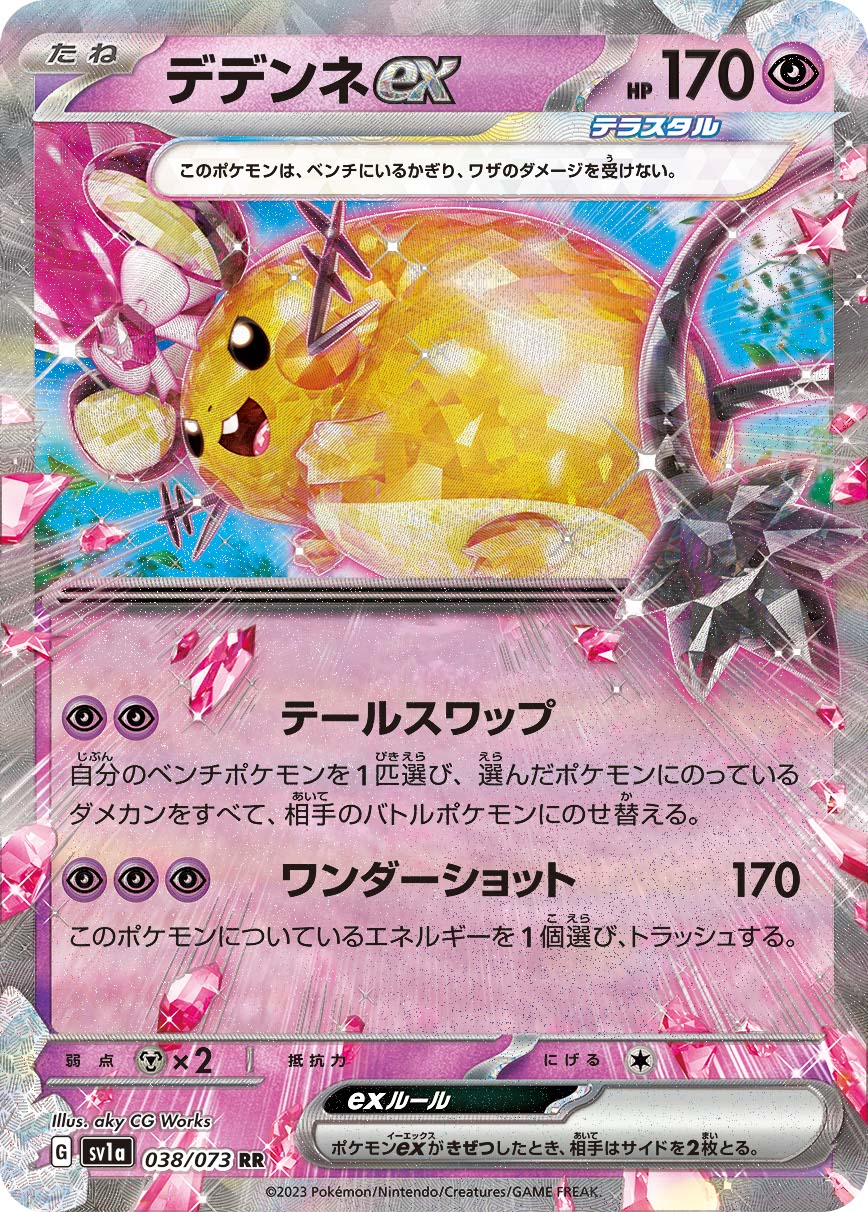 たね デデンネex HP 170
テラスタル
このポケモンは、ベンチにいるかぎり、ワザのダメージを受けない。
テールスワップ
自分のベンチポケモンを1匹選び、選んだポケモンにのっている
ダメカンをすべて、相手のバトルポケモンにのせ替える。
ワンダーショット 170
このポケモンについているエネルギーを1個選び、トラッシュする。
弱点 ×2 抵抗力 にげる
exルール
ポケモンexがきぜつしたとき、相手はサイドを2枚とる。
Illus. aky CG Works
G sv1a 038/073 RR
©2023 Pokémon/Nintendo/Creatures/GAME FREAK.